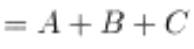 = A + B + C